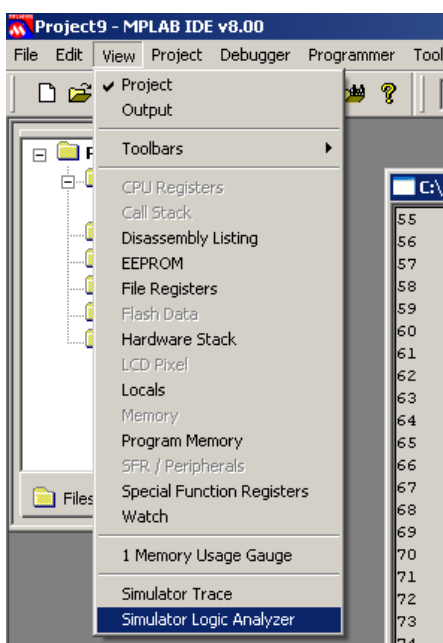 Project9 - MPLAB IDE v8.00
File Edit View Project Debugger Programmer Tool
Project
Output
Toolbars
CPU Registers
Call Stack
Disassembly Listing
EEPROM
File Registers
Flash Data
Hardware Stack
LCD Pixel
Locals
Memory
Program Memory
SFR / Peripherals
Special Function Registers
Watch
1 Memory Usage Gauge
Simulator Trace
Simulator Logic Analyzer
Files
C:\
55
56
57
58
59
60
61
62
63
64
65
66
67
68
69
70
71
72
73